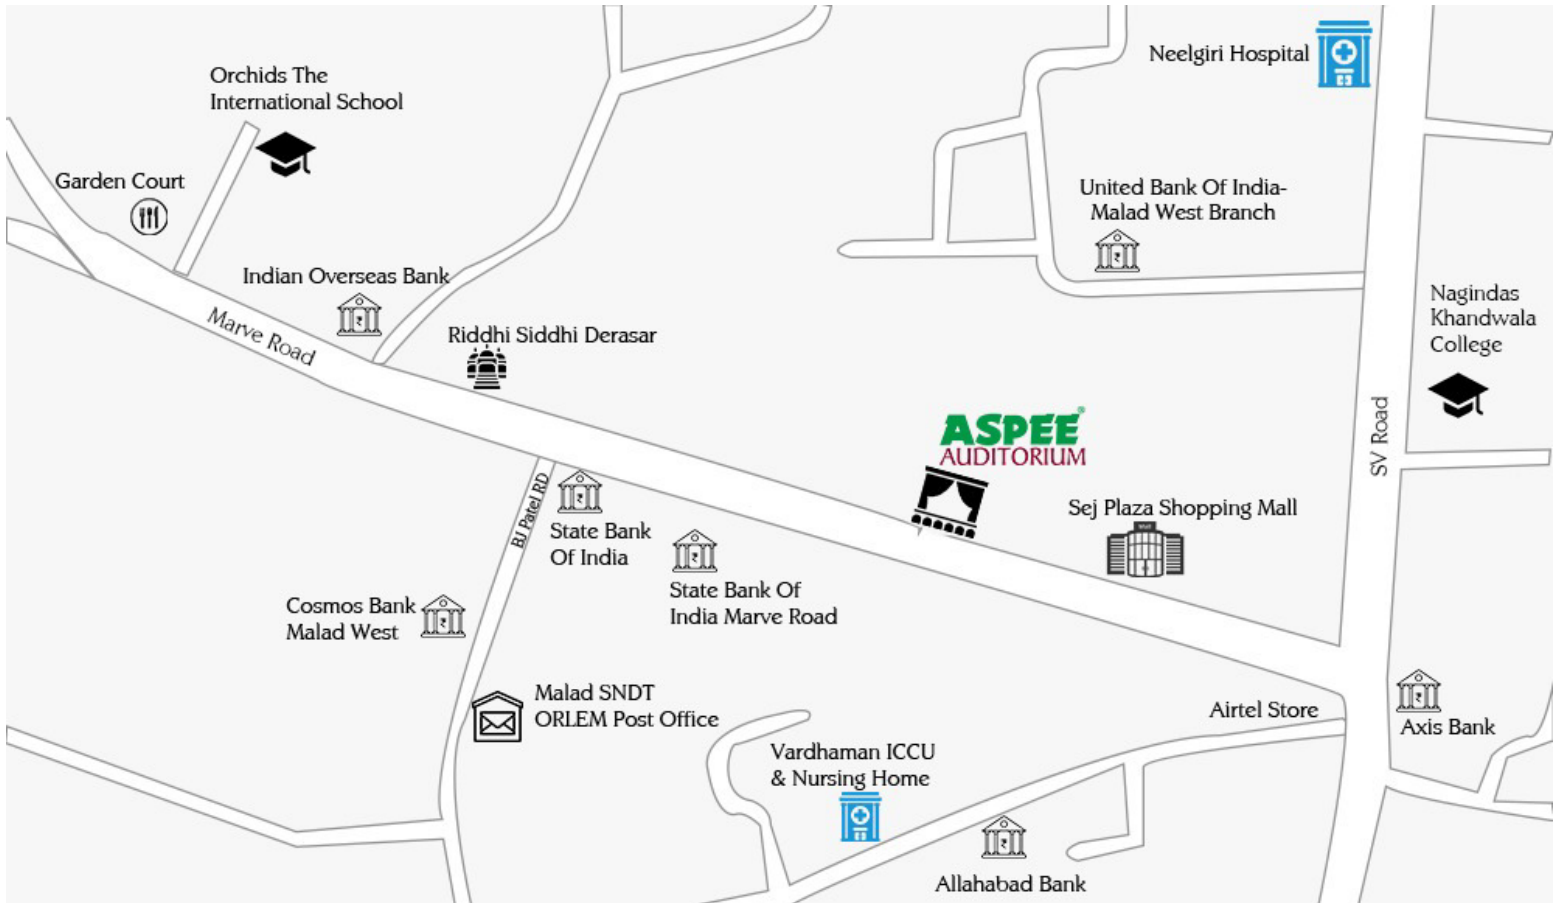 Neelgiri Hospital
Orchids The
International School
Garden Court
United Bank Of India-
Malad West Branch
Indian Overseas Bank
Nagindas
Khandwala
College
Marve Road
Riddhi Siddhi Derasar
SV Road
ASPEE®
AUDITORIUM
BJ Patel RD
State Bank
Of India
Sej Plaza Shopping Mall
State Bank Of
India Marve Road
Cosmos Bank
Malad West
Malad SNDT
ORLEM Post Office
Airtel Store
Axis Bank
Vardhaman ICCU
& Nursing Home
Allahabad Bank